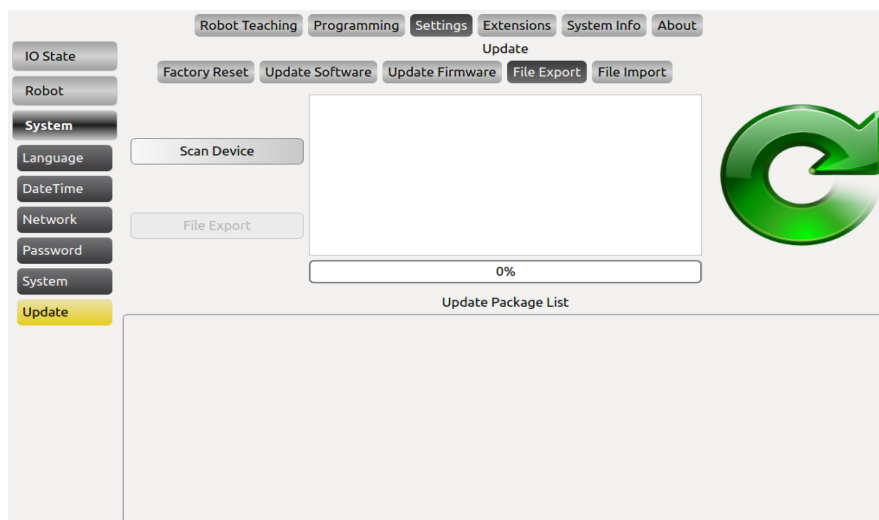 Robot Teaching Programming Settings Extensions System Info About
Update
IO State
Factory Reset Update Software Update Firmware File Export File Import
Robot
System
Scan Device
Language
DateTime
Network
File Export
Password
0%
System
Update Package List
Update